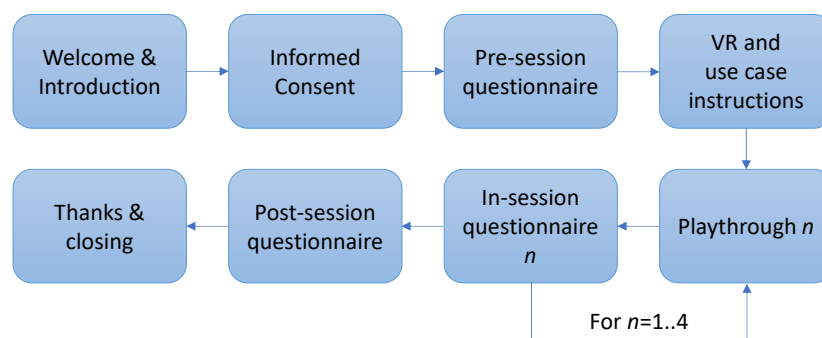 Welcome &
Introduction
Informed
Consent
Pre-session
questionnaire
VR and
use case
instructions
Thanks &
closing
Post-session
questionnaire
In-session
questionnaire
n
Playthrough n
For n=1..4